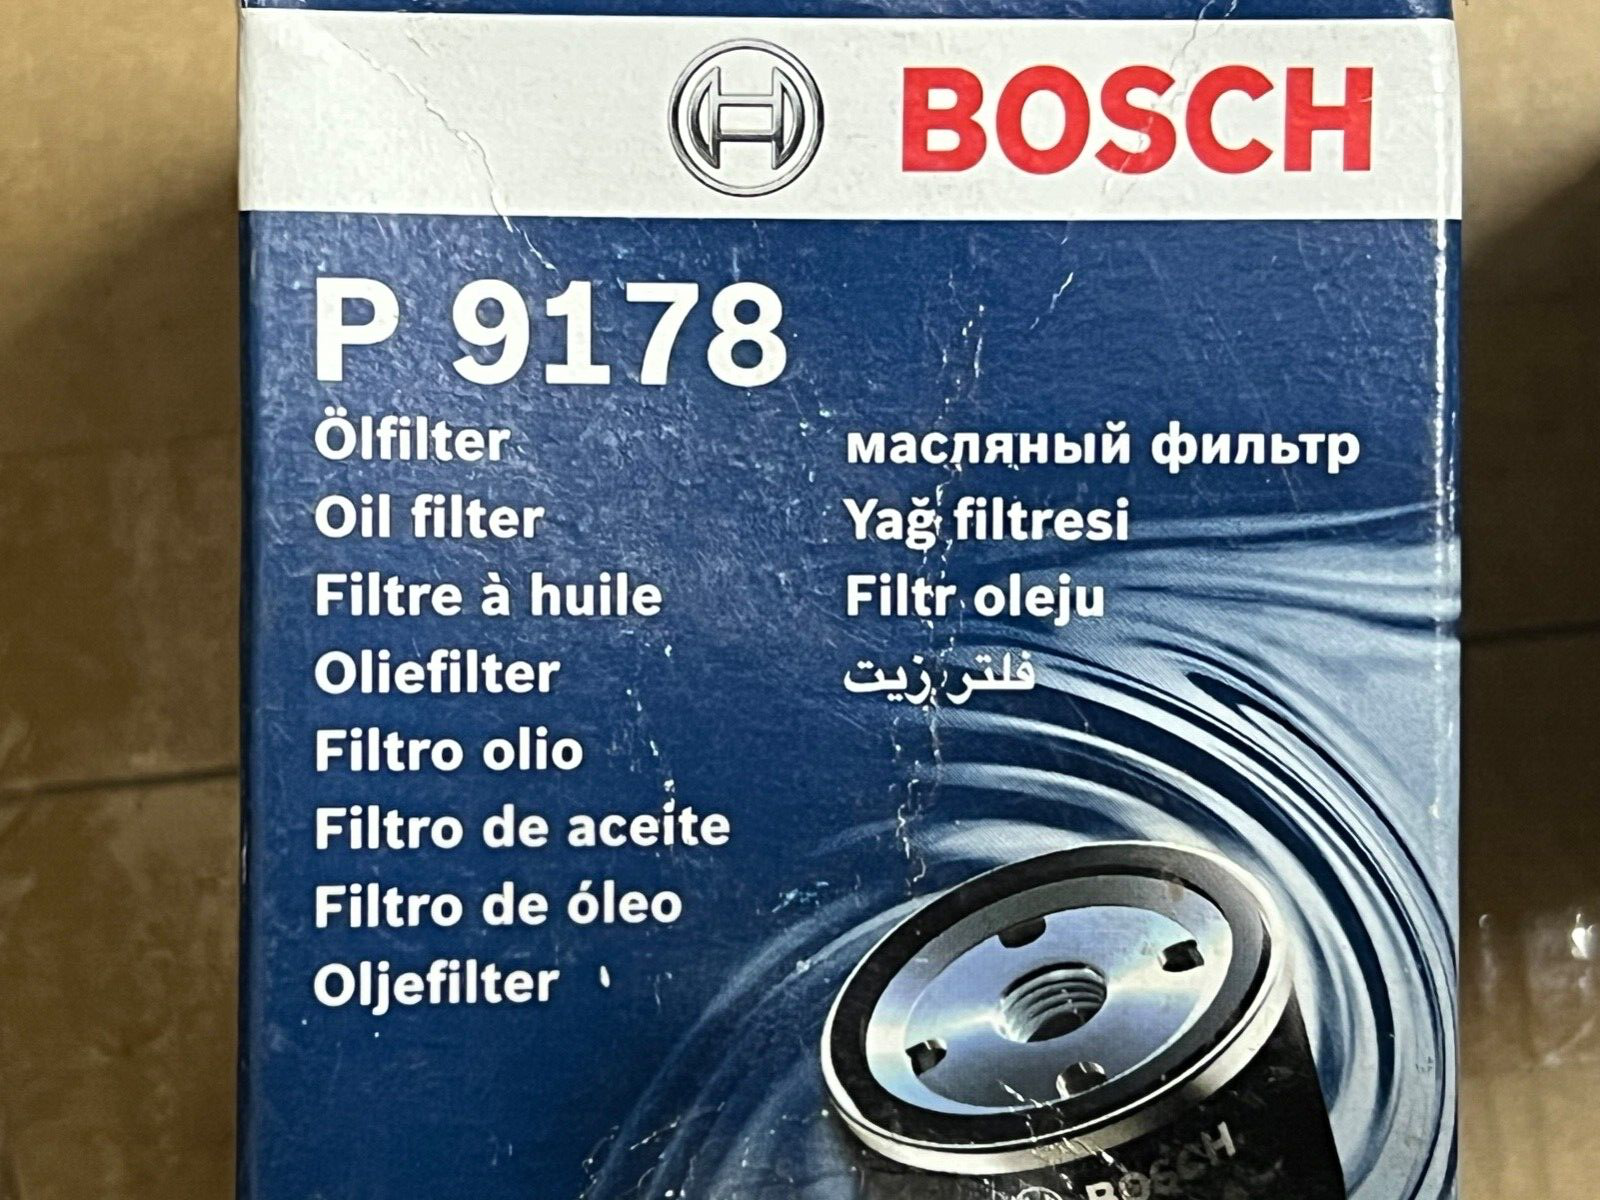 BOSCH
P 9178
Ölfilter
Oil filter
Filtre à huile
Oliefilter
Filtro olio
Filtro de aceite
Filtro de óleo
Oljefilter
масляный фильтр
Yağ filtresi
Filtr oleju
فلتر زيت
BOSCH